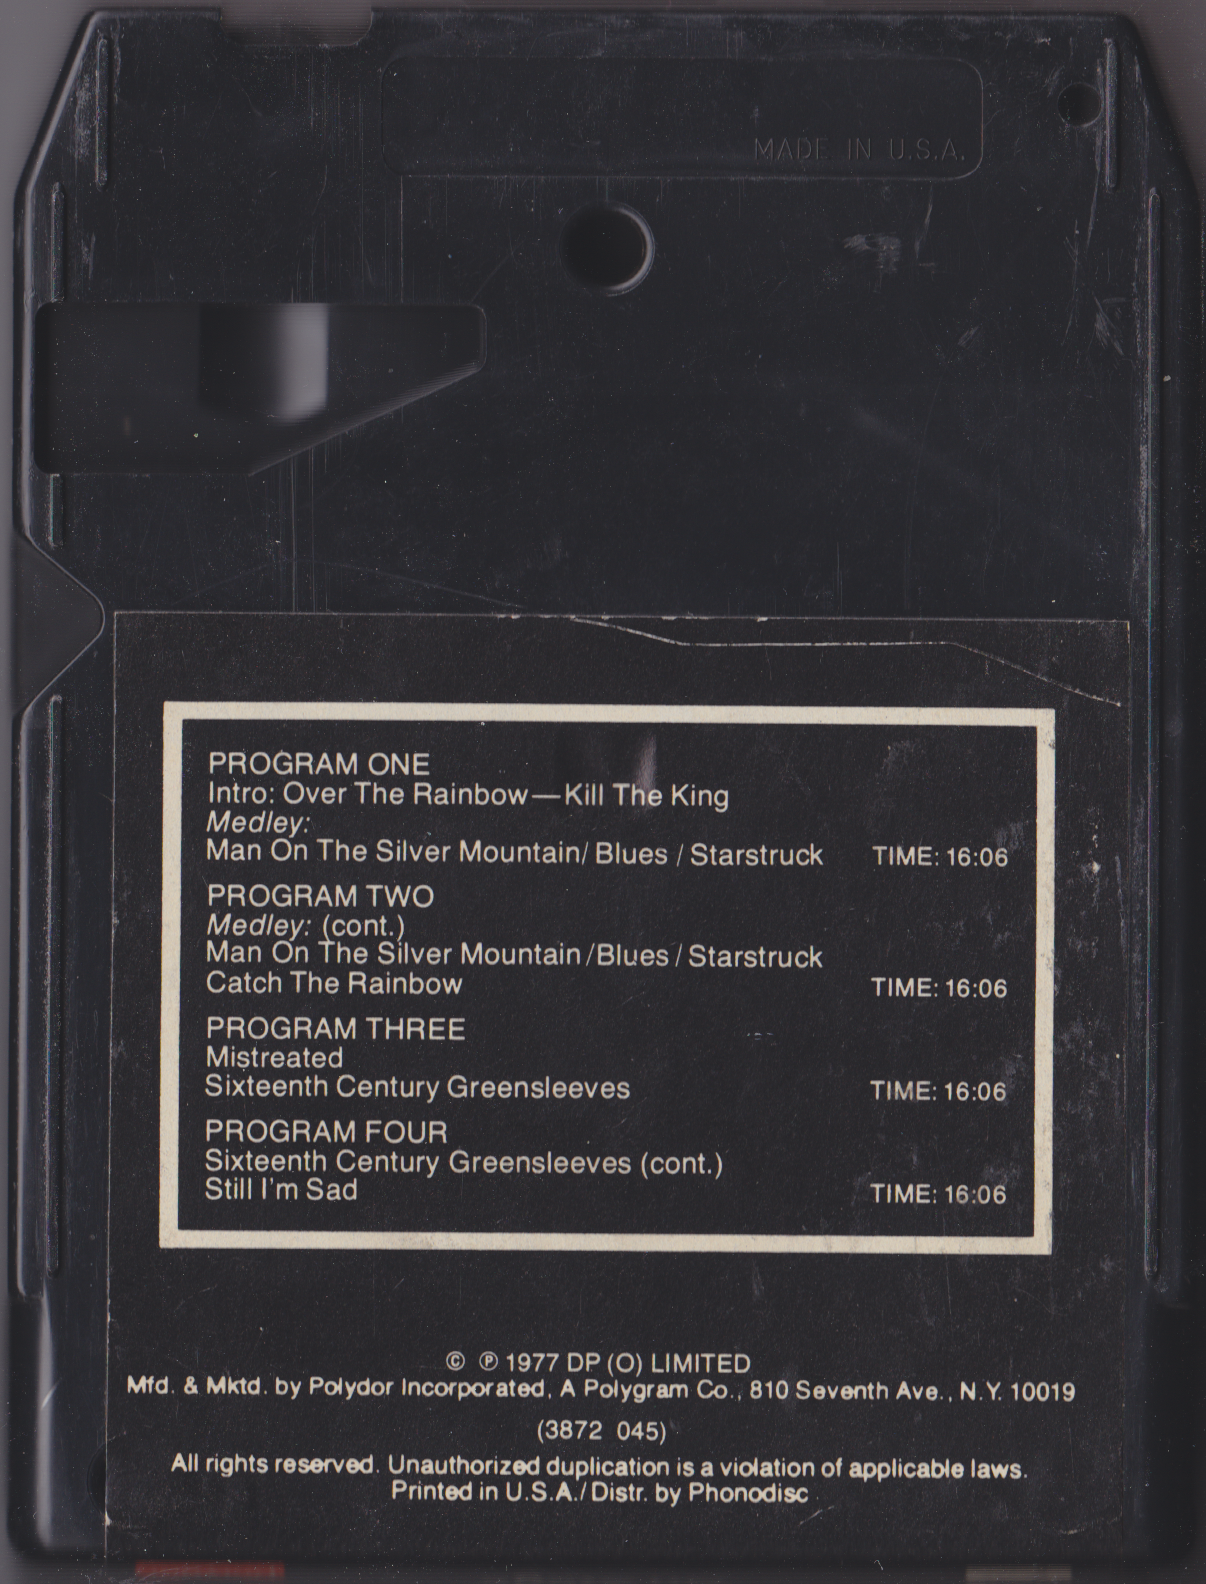 MADE IN U.S.A.
PROGRAM ONE
Intro: Over The Rainbow—Kill The King
Medley:
Man On The Silver Mountain/ Blues / Starstruck TIME: 16:06
PROGRAM TWO
Medley: (cont.)
Man On The Silver Mountain/Blues / Starstruck
Catch The Rainbow TIME: 16:06
PROGRAM THREE
Mistreated
Sixteenth Century Greensleeves TIME: 16:06
PROGRAM FOUR
Sixteenth Century Greensleeves (cont.)
Still I'm Sad TIME: 16:06
© ℗ 1977 DP (O) LIMITED
Mfd. & Mktd. by Polydor Incorporated, A Polygram Co., 810 Seventh Ave., N.Y. 10019
(3872 045)
All rights reserved. Unauthorized duplication is a violation of applicable laws.
Printed in U.S.A./ Distr. by Phonodisc